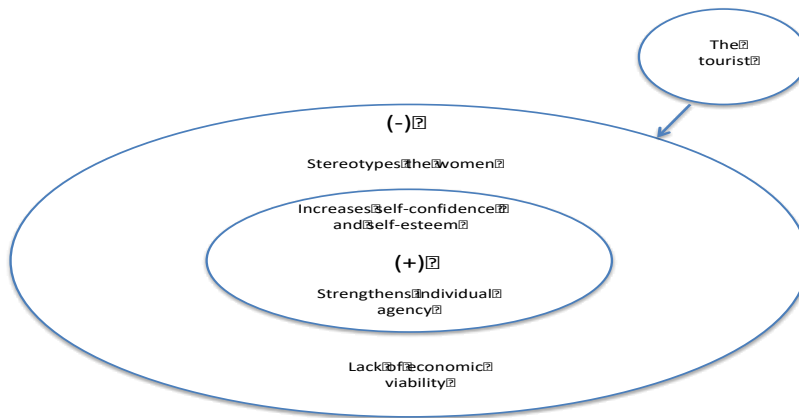 The
tourist
(-)
Stereotypes the women
Increases self-confidence
and self-esteem
(+)
Strengthens individual
agency
Lack of economic
viability